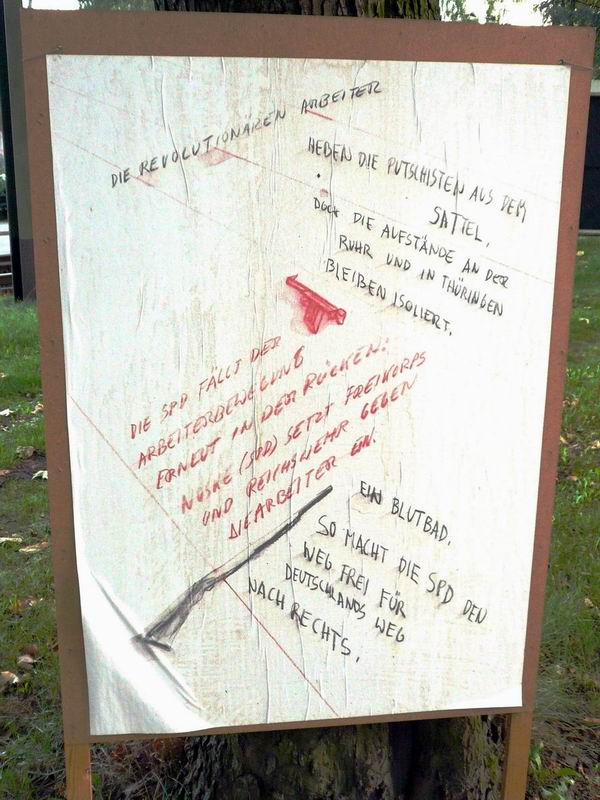 DIE REVOLUTIONÄREN ARBEITER
HEBEN DIE PUTSCHISTEN AUS DEM
SATTEL.
DOCH DIE AUFSTÄNDE AN DER
RUHR UND IN THÜRINGEN
BLEIBEN ISOLIERT.
DIE SPD FÄLLT DER
ARBEITERBEWEGUNG
ERNEUT IN DEN RÜCKEN:
NOSKE (SPD) SETZT FREIKORPS
UND REICHSWEHR GEGEN
DIE ARBEITER EIN.
EIN BLUTBAD.
SO MACHT DIE SPD DEN
WEG FREI FÜR
DEUTSCHLANDS WEG
NACH RECHTS.